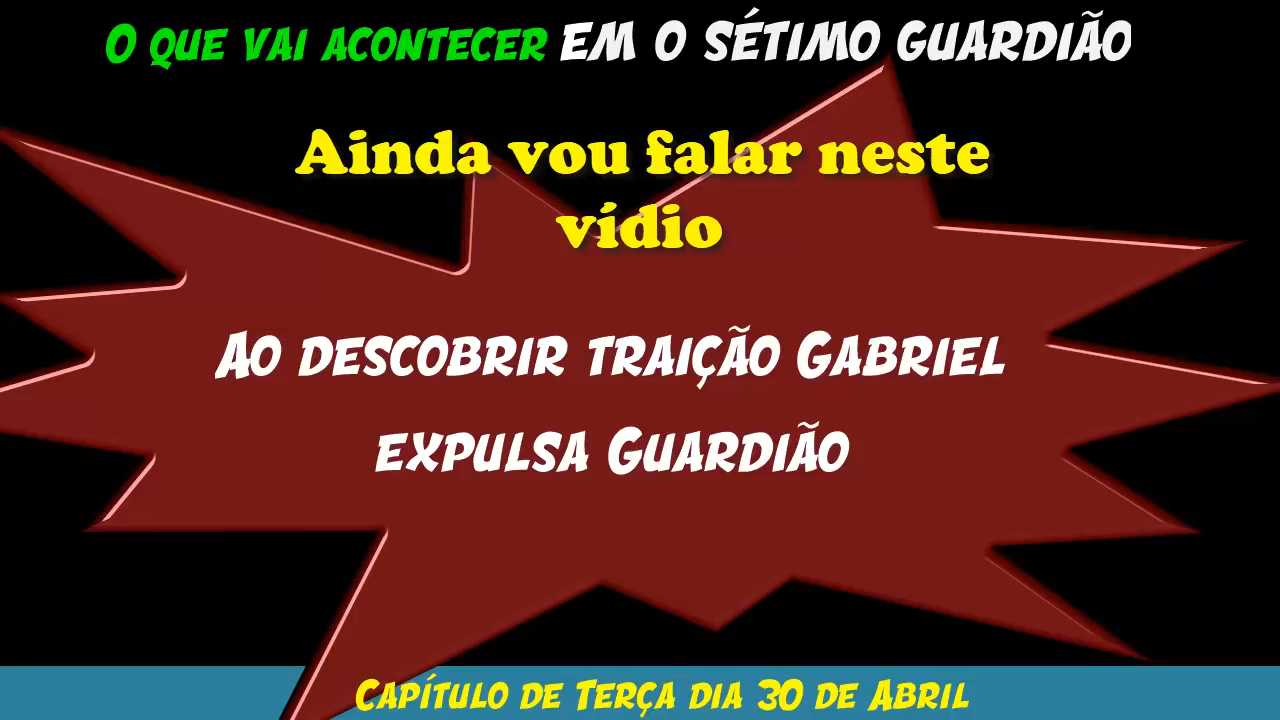 O que vai acontecer em O Sétimo Guardião
Ainda vou falar neste
vídio
Ao descobrir traição Gabriel
expulsa Guardião
Capítulo de Terça dia 30 de Abril